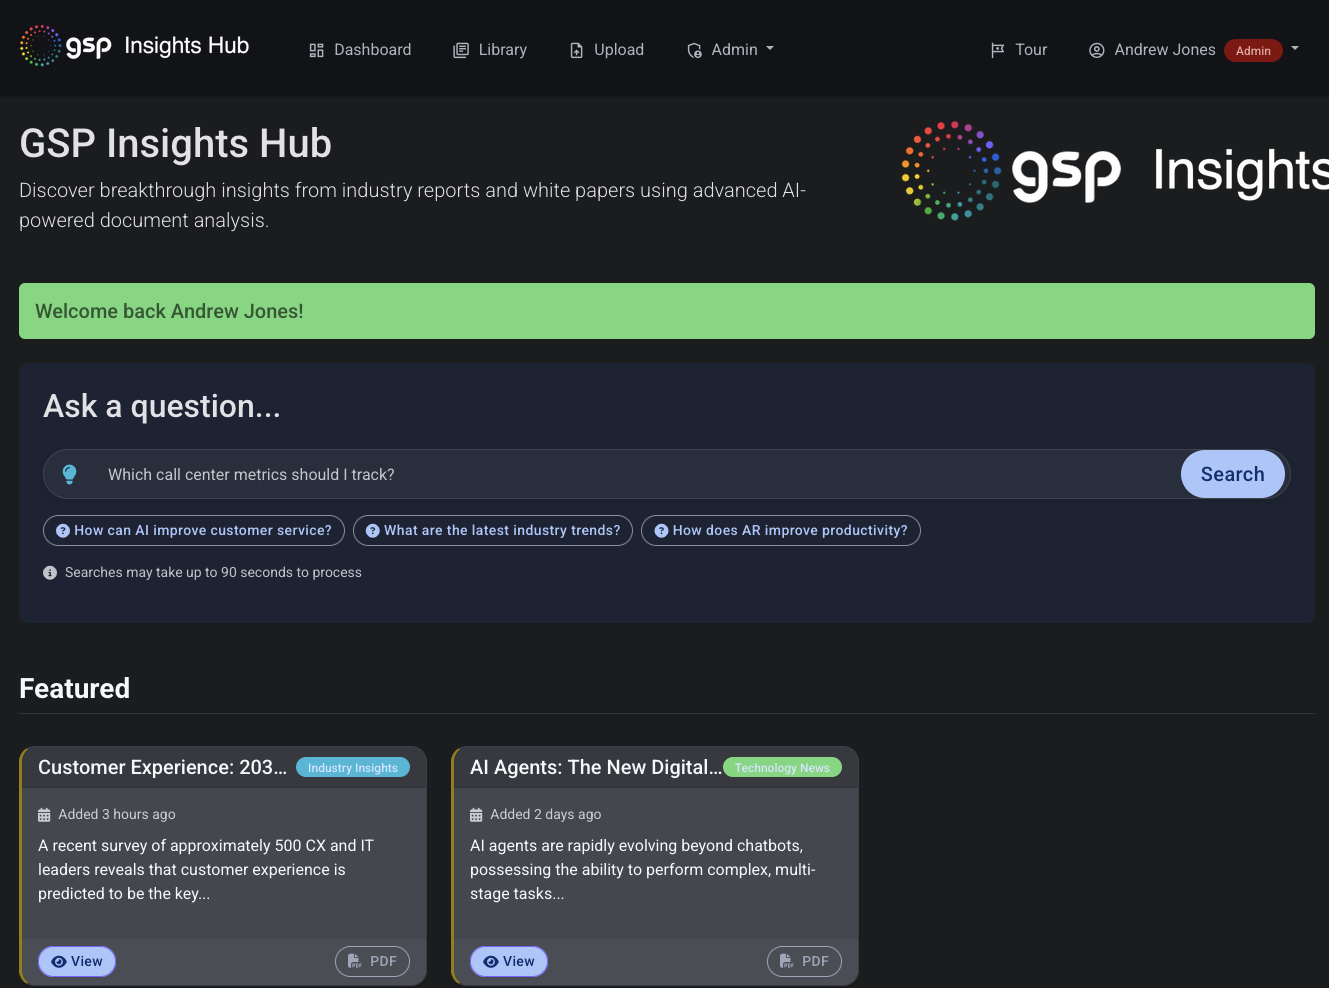 gsp Insights Hub
Dashboard
Library
Upload
Admin
Tour
Andrew Jones
Admin
GSP Insights Hub
Discover breakthrough insights from industry reports and white papers using advanced AI-
powered document analysis.
gsp Insights
Welcome back Andrew Jones!
Ask a question...
Which call center metrics should I track?
Search
How can AI improve customer service?
What are the latest industry trends?
How does AR improve productivity?
Searches may take up to 90 seconds to process
Featured
Customer Experience: 203...
Industry Insights
Added 3 hours ago
A recent survey of approximately 500 CX and IT
leaders reveals that customer experience is
predicted to be the key...
View
PDF
AI Agents: The New Digital...
Technology News
Added 2 days ago
AI agents are rapidly evolving beyond chatbots,
possessing the ability to perform complex, multi-
stage tasks...
View
PDF